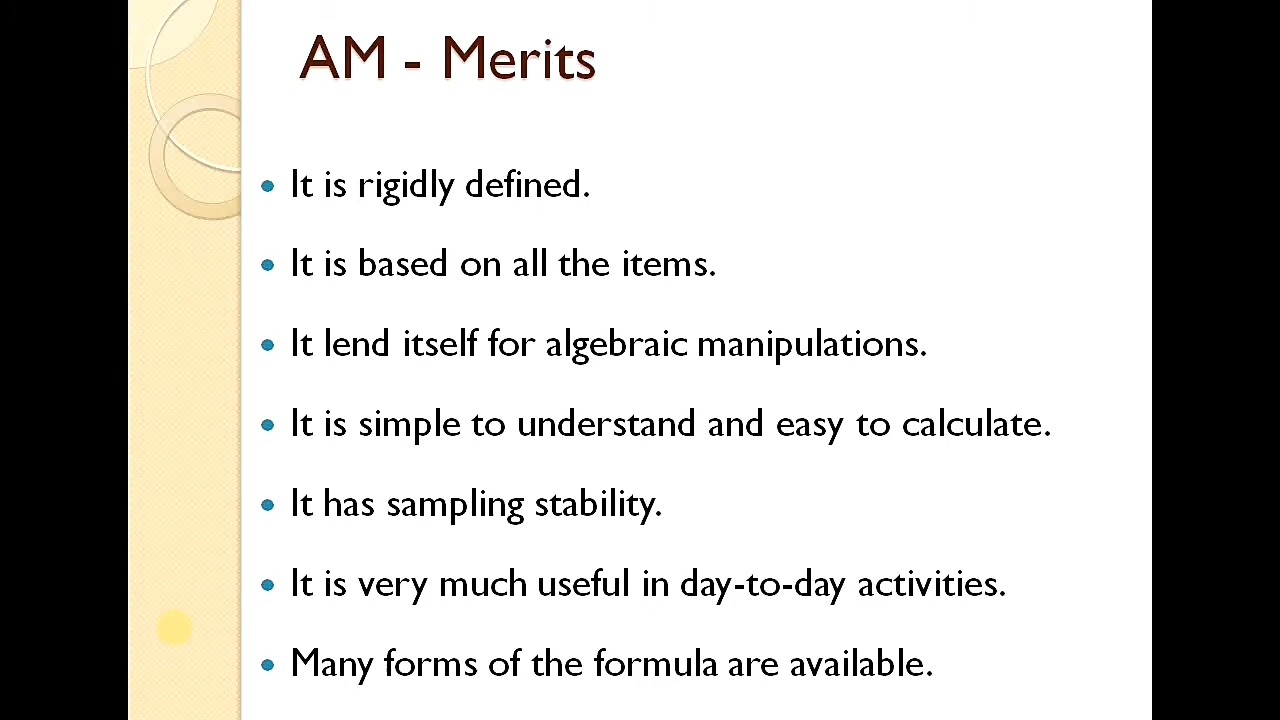 AM - Merits
It is rigidly defined.
It is based on all the items.
It lend itself for algebraic manipulations.
It is simple to understand and easy to calculate.
It has sampling stability.
It is very much useful in day-to-day activities.
Many forms of the formula are available.